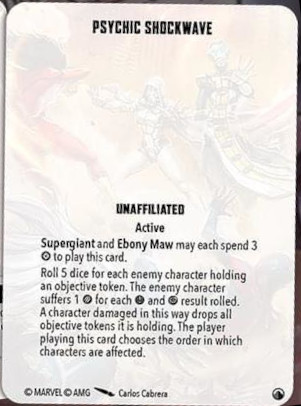 PSYCHIC SHOCKWAVE
UNAFFILIATED
Active
Supergiant and Ebony Maw may each spend 3
to play this card.
Roll 5 dice for each enemy character holding
an objective token. The enemy character
suffers 1 for each and result rolled.
A character damaged in this way drops all
objective tokens it is holding. The player
playing this card chooses the order in which
characters are affected.
© MARVEL © AMG Carlos Cabrera